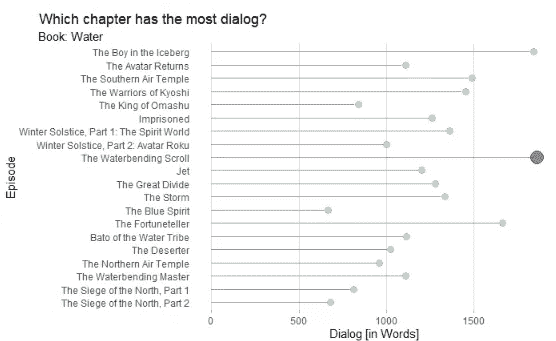 Which chapter has the most dialog?
Book: Water
The Boy in the Iceberg
The Avatar Returns
The Southern Air Temple
The Warriors of Kyoshi
The King of Omashu
Imprisoned
Winter Solstice, Part 1: The Spirit World
Winter Solstice, Part 2: Avatar Roku
The Waterbending Scroll
Jet
The Great Divide
The Storm
The Blue Spirit
The Fortuneteller
Bato of the Water Tribe
The Deserter
The Northern Air Temple
The Waterbending Master
The Siege of the North, Part 1
The Siege of the North, Part 2
Episode
0 500 1000 1500
Dialog [in Words]